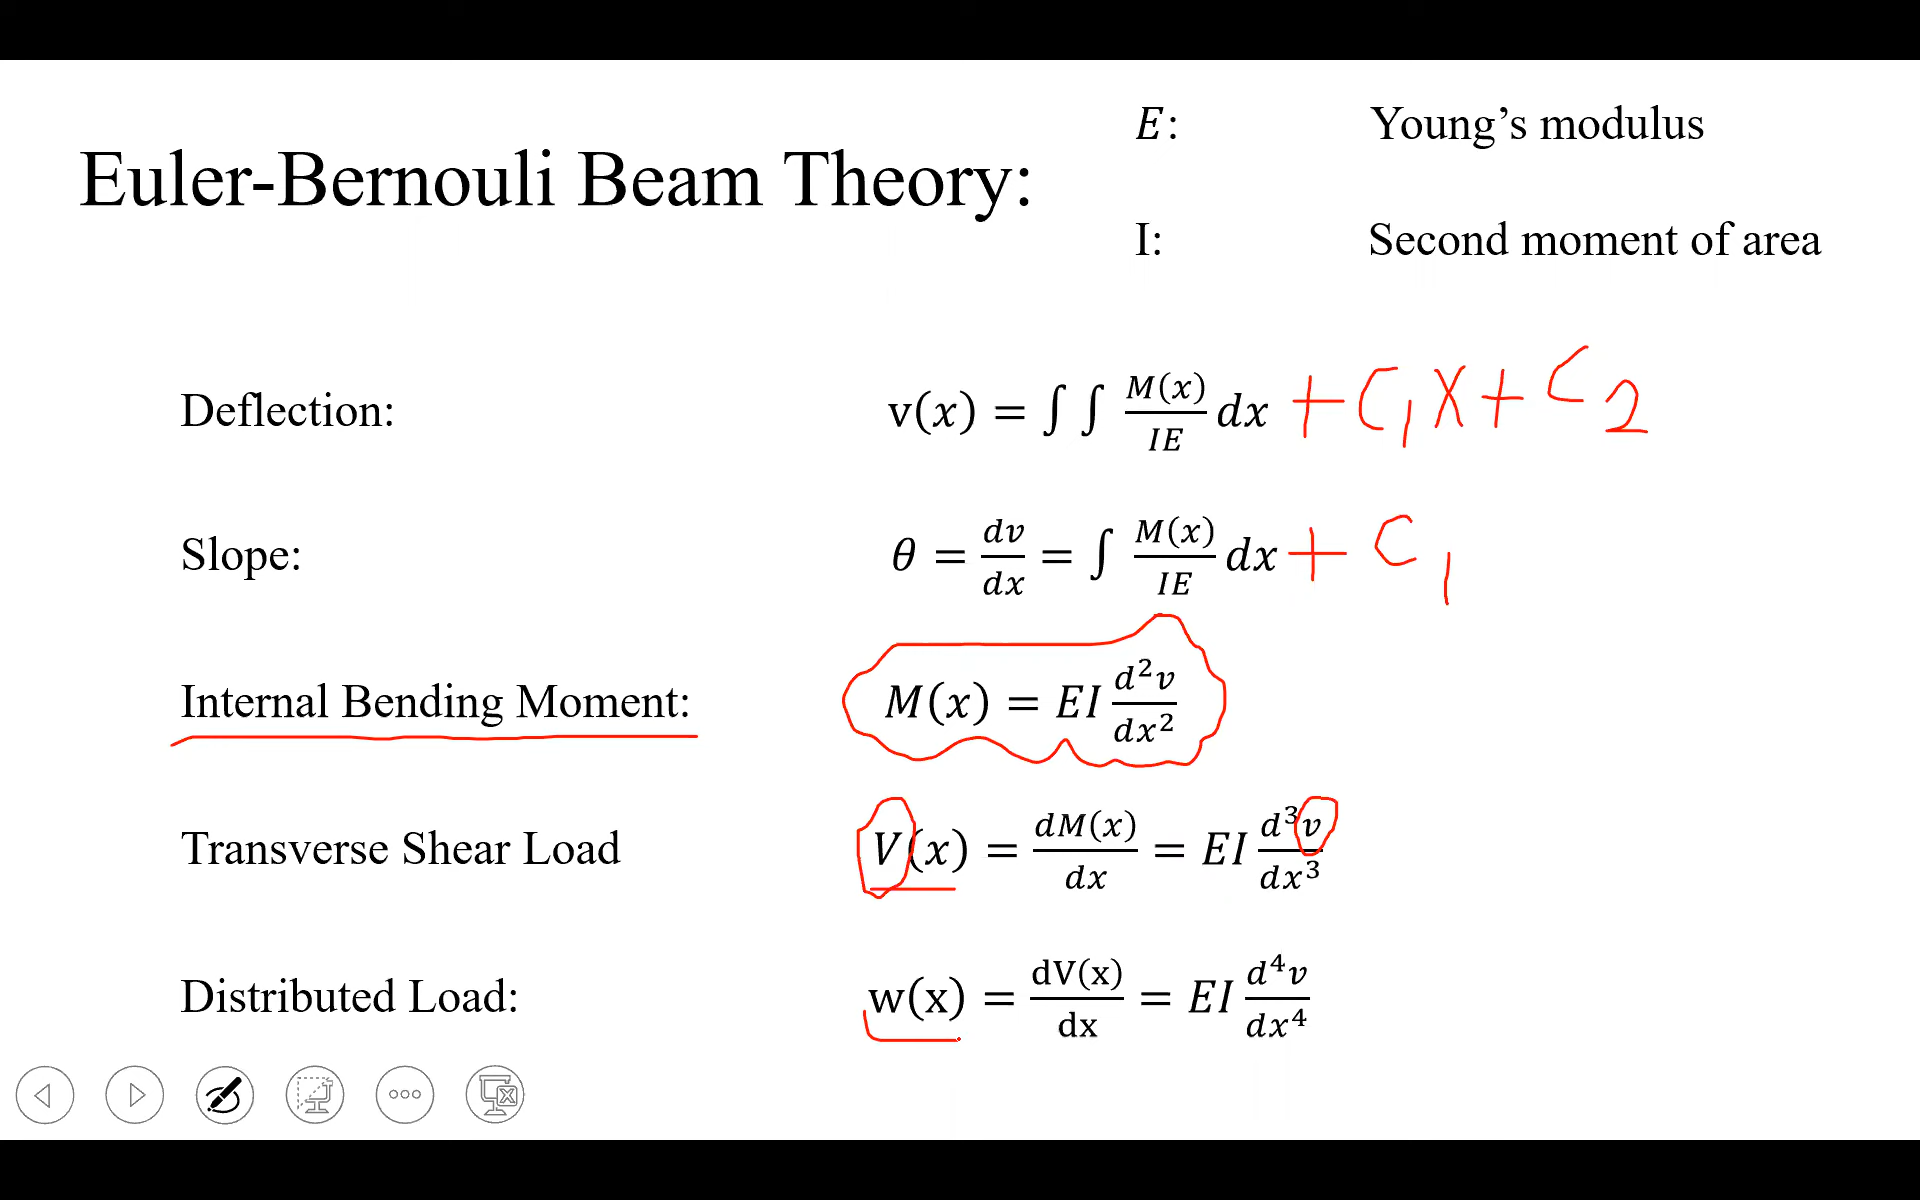 E: Young’s modulus
Euler-Bernouli Beam Theory:
I: Second moment of area
Deflection: v(x) = ∫ ∫ M(x)/IE dx + C₁x + C₂
Slope: θ = dv/dx = ∫ M(x)/IE dx + C₁
Internal Bending Moment: M(x) = EI d²v/dx²
Transverse Shear Load V(x) = dM(x)/dx = EI d³v/dx³
Distributed Load: w(x) = dV(x)/dx = EI d⁴v/dx⁴